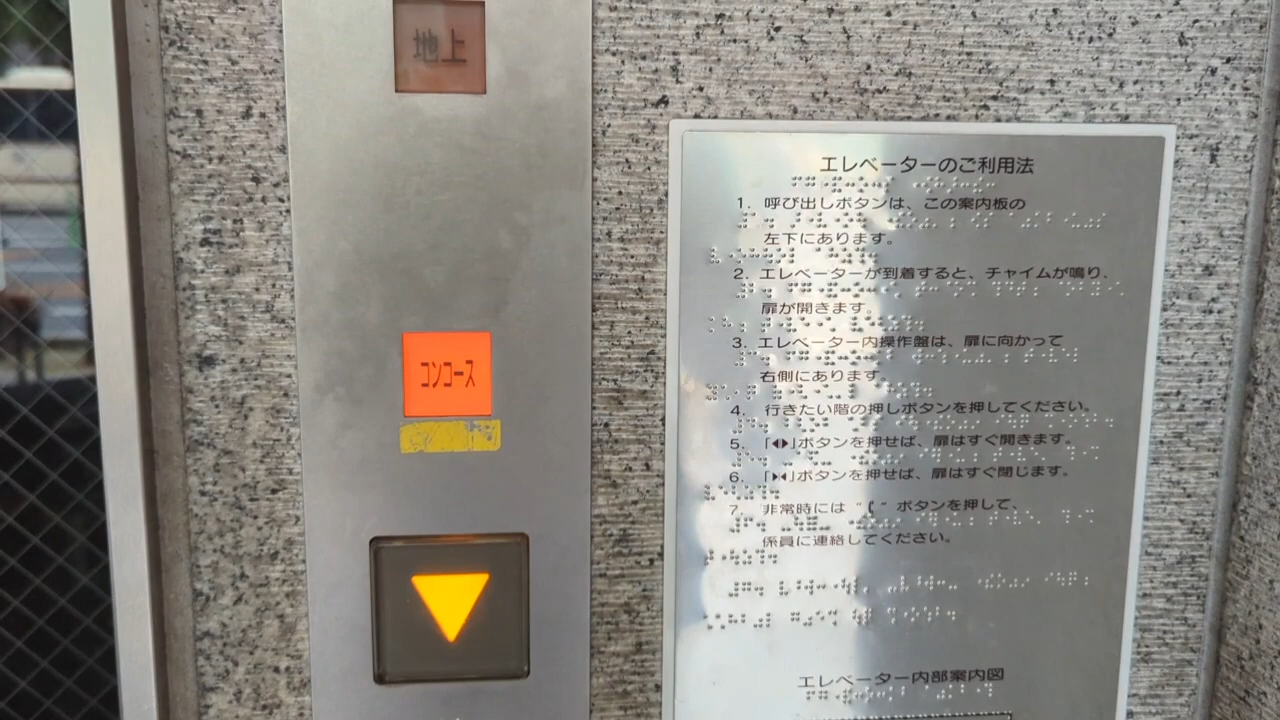 地上
コンコース
エレベーターのご利用法
1. 呼び出しボタンは、この案内板の
左下にあります。
2. エレベーターが到着すると、チャイムが鳴り、
扉が開きます。
3. エレベーター内操作盤は、扉に向かって
右側にあります。
4. 行きたい階の押しボタンを押してください。
5. 「◀▶」ボタンを押せば、扉はすぐ開きます。
6. 「▶◀」ボタンを押せば、扉はすぐ閉じます。
7. 非常時には “ ” ボタンを押して、
係員に連絡してください。
エレベーター内部案内図